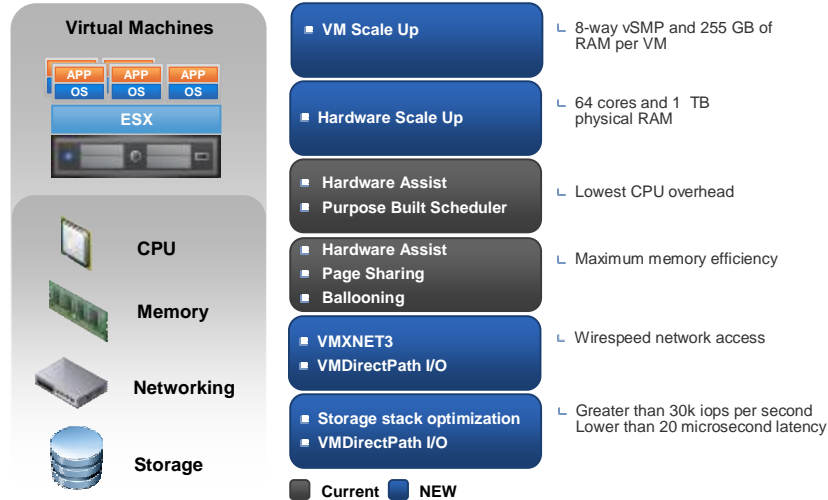 Virtual Machines
APP APP APP
OS OS OS
ESX
CPU
Memory
Networking
Storage
VM Scale Up
8-way vSMP and 255 GB of
RAM per VM
Hardware Scale Up
64 cores and 1 TB
physical RAM
Hardware Assist
Purpose Built Scheduler
Lowest CPU overhead
Hardware Assist
Page Sharing
Ballooning
Maximum memory efficiency
VMXNET3
VMDirectPath I/O
Wirespeed network access
Storage stack optimization
VMDirectPath I/O
Greater than 30k iops per second
Lower than 20 microsecond latency
Current NEW